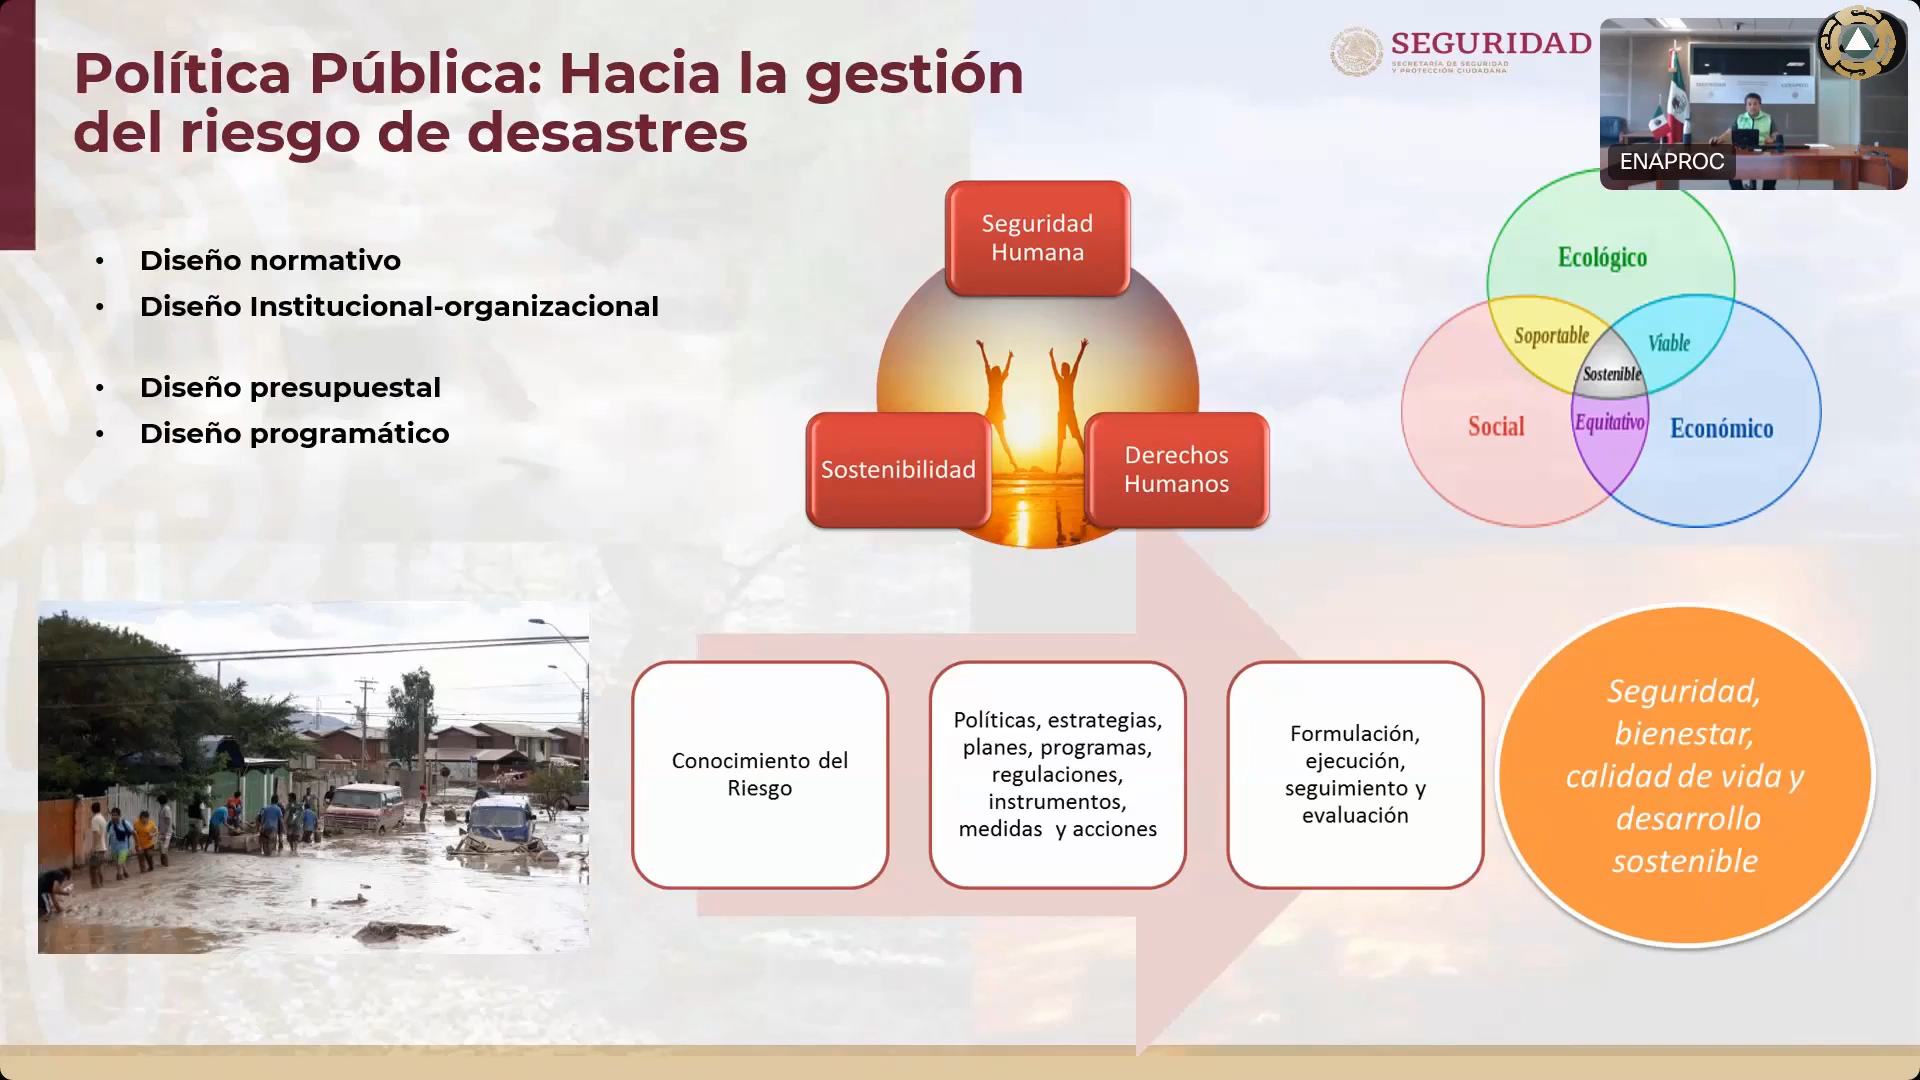 Política Pública: Hacia la gestión
del riesgo de desastres
SEGURIDAD
SECRETARÍA DE SEGURIDAD
Y PROTECCIÓN CIUDADANA
ENAPROC
• Diseño normativo
• Diseño Institucional-organizacional
• Diseño presupuestal
• Diseño programático
Seguridad
Humana
Sostenibilidad
Derechos
Humanos
Ecológico
Soportable
Viable
Sostenible
Social
Equitativo
Económico
Conocimiento del
Riesgo
Políticas, estrategias,
planes, programas,
regulaciones,
instrumentos,
medidas  y acciones
Formulación,
ejecución,
seguimiento y
evaluación
Seguridad,
bienestar,
calidad de vida y
desarrollo
sostenible